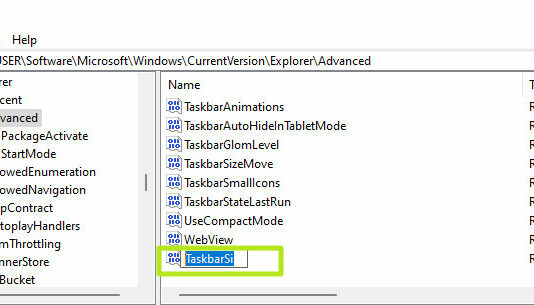 Help
USER\Software\Microsoft\Windows\CurrentVersion\Explorer\Advanced
rer
cent
vanced
PackageActivate
StartMode
owedEnumeration
owedNavigation
pContract
toplayHandlers
mThrottling
nnerStore
Bucket
Name
TaskbarAnimations
TaskbarAutoHideInTabletMode
TaskbarGlomLevel
TaskbarSizeMove
TaskbarSmallIcons
TaskbarStateLastRun
UseCompactMode
WebView
TaskbarSi